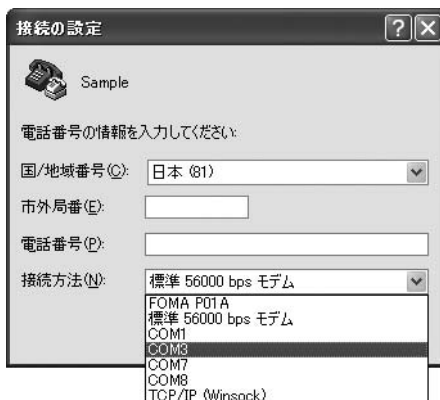 接続の設定
Sample
電話番号の情報を入力してください:
国/地域番号(C): 日本 (81)
市外局番(E):
電話番号(P):
接続方法(N): 標準 56000 bps モデム
FOMA P01A
標準 56000 bps モデム
COM1
COM3
COM7
COM8
TCP/IP (Winsock)